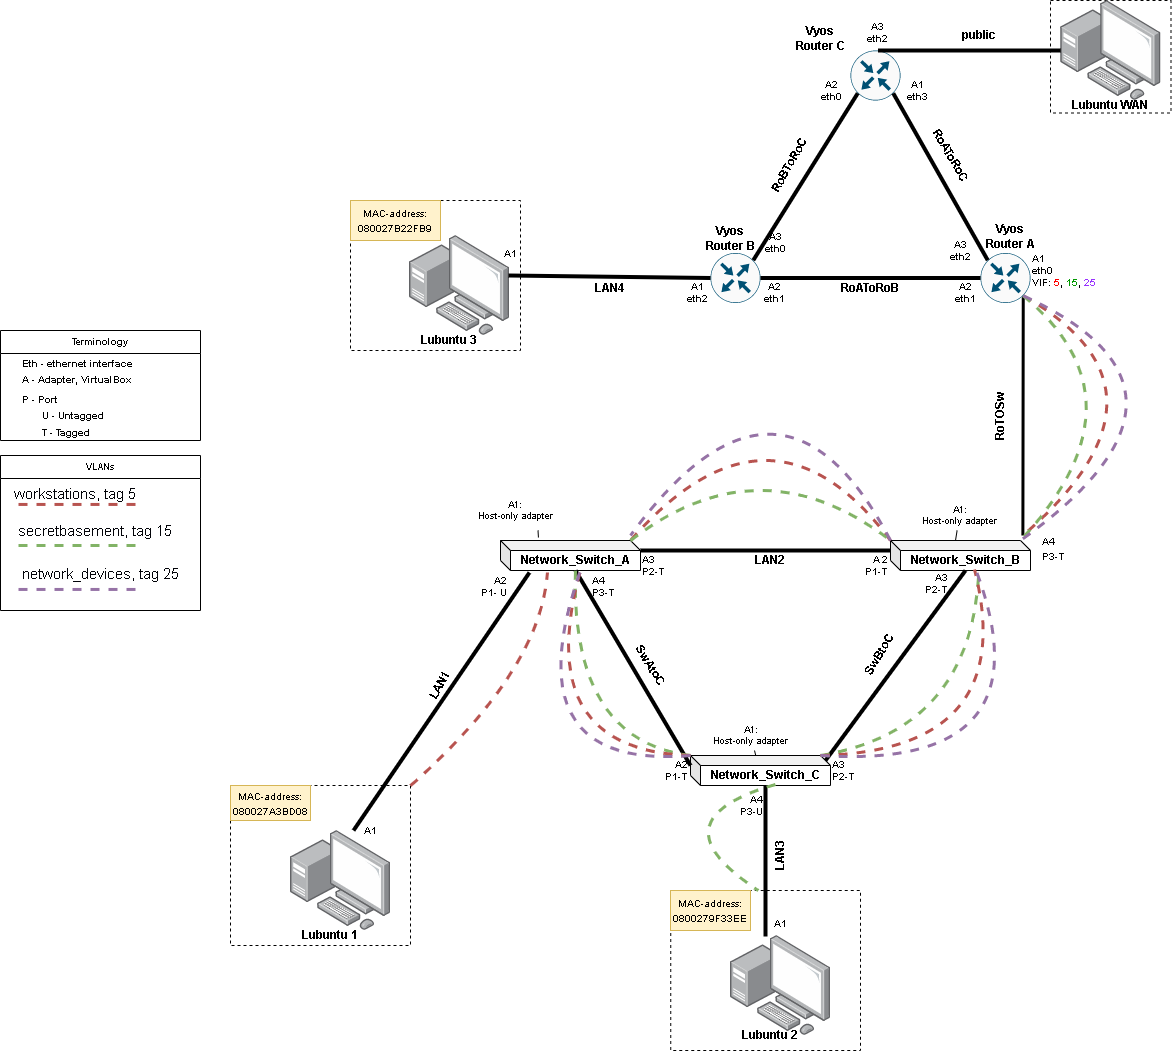 A3
eth2
public
Vyos
Router C
A2
eth0
A1
eth3
Lubuntu WAN
RoBToRoC
RoAToRoC
MAC-address:
080027B22FB9
A1
Lubuntu 3
LAN4
Vyos
Router B
A3
eth0
A1
eth2
A2
eth1
RoAToRoB
Vyos
Router A
A3
eth2
A1
eth0
VIF: 5, 15, 25
A2
eth1
Terminology
Eth - ethernet interface
A - Adapter, VirtualBox
P - Port
U - Untagged
T - Tagged
VLANs
workstations, tag 5
secretbasement, tag 15
network_devices, tag 25
RoTOSw
A1:
Host-only adapter
Network_Switch_A
A3
P2-T
A2
P1- U
A4
P3-T
LAN2
A1:
Host-only adapter
Network_Switch_B
A2
P1-T
A3
P2-T
A4
P3-T
LAN1
SwAtoC
SwBtoC
A1:
Host-only adapter
Network_Switch_C
A2
P1-T
A3
P2-T
A4
P3-U
LAN3
MAC-address:
080027A3BD08
A1
Lubuntu 1
MAC-address:
0800279F33EE
A1
Lubuntu 2